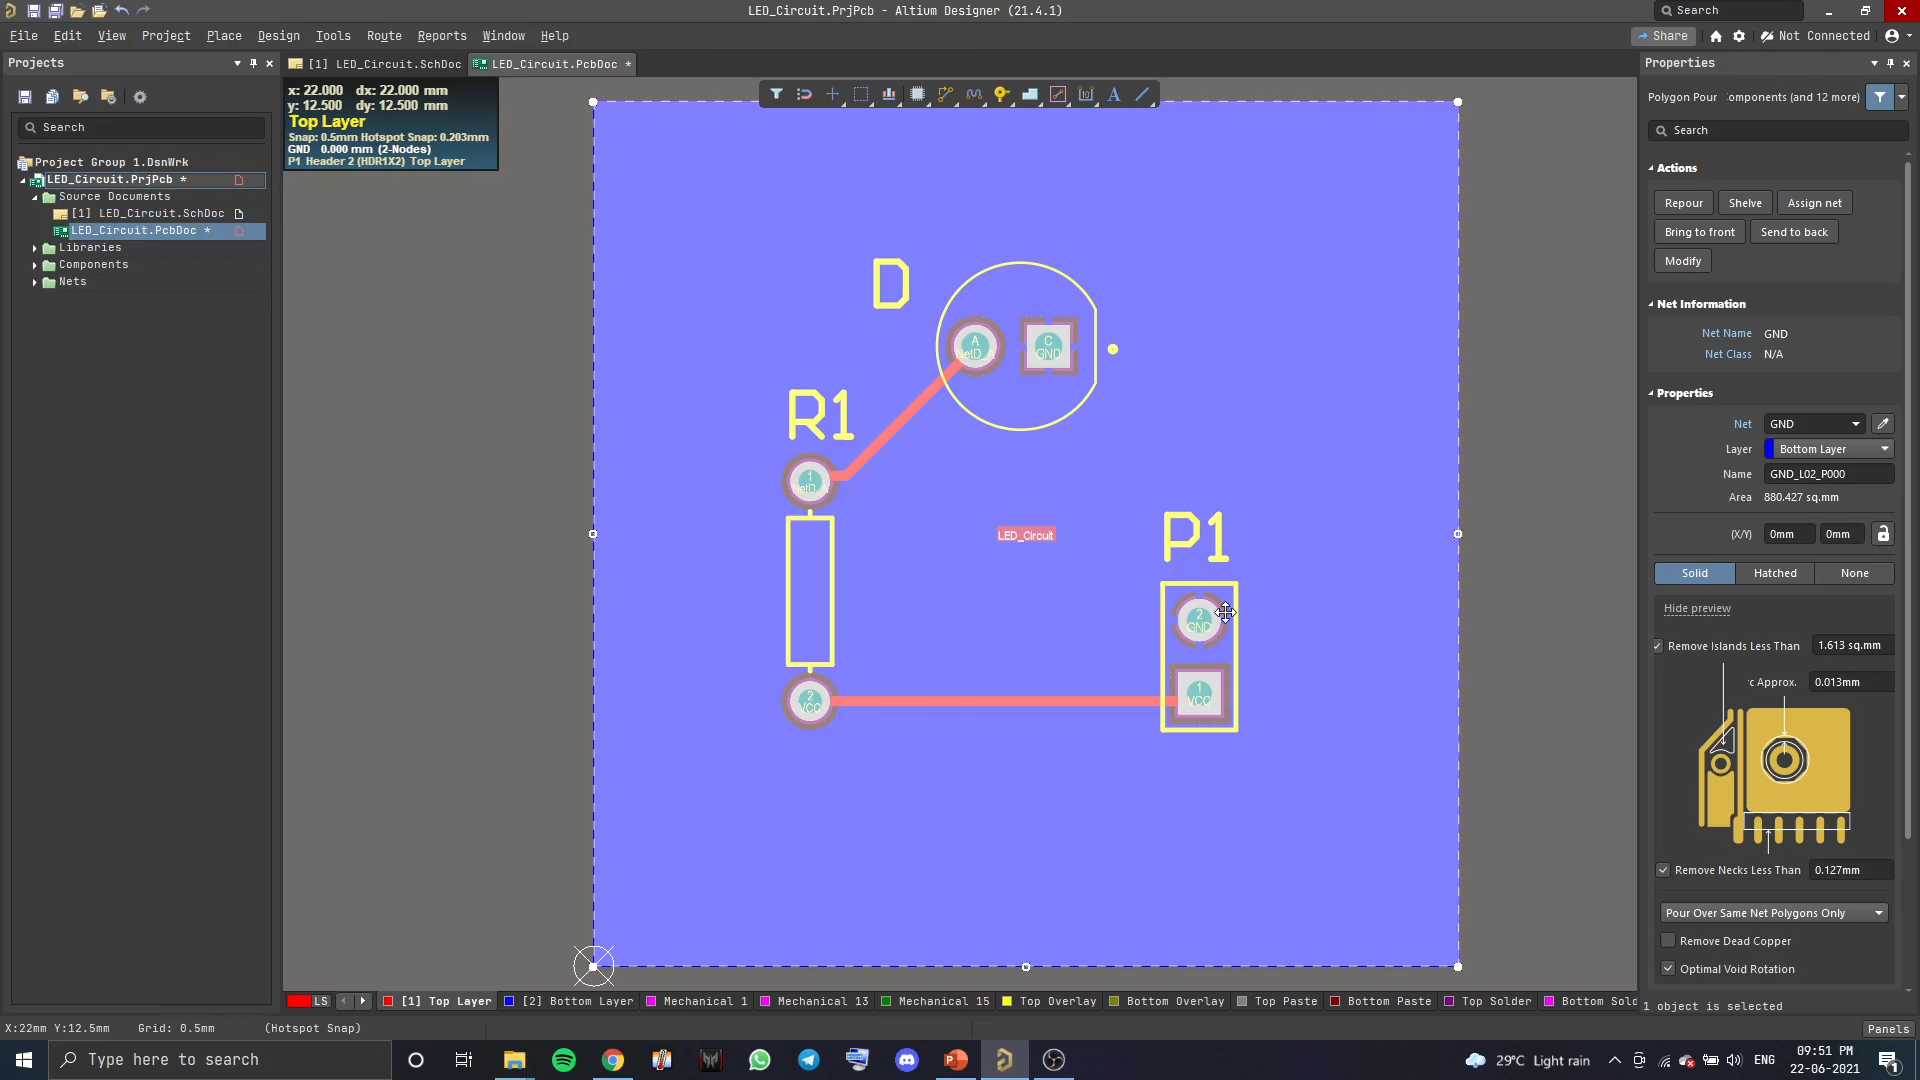 LED_Circuit.PrjPcb - Altium Designer (21.4.1)
Search
File Edit View Project Place Design Tools Route Reports Window Help
Share
Not Connected
Projects
[1] LED_Circuit.SchDoc
LED_Circuit.PcbDoc *
Properties
x: 22.000 dx: 22.000 mm
y: 12.500 dy: 12.500 mm
Top Layer
Snap: 0.5mm Hotspot Snap: 0.203mm
GND 0.000 mm (2-Nodes)
P1 Header 2 (HDR1X2) Top Layer
Search
Project Group 1.DsnWrk
LED_Circuit.PrjPcb *
Source Documents
[1] LED_Circuit.SchDoc
LED_Circuit.PcbDoc *
Libraries
Components
Nets
D
A
NetD_A
C
GND
R1
1
NetD_A
LED_Circuit
P1
2
GND
1
VCC
2
VCC
Polygon Pour
omponents (and 12 more)
Search
Actions
Repour Shelve Assign net
Bring to front Send to back
Modify
Net Information
Net Name GND
Net Class N/A
Properties
Net GND
Layer Bottom Layer
Name GND_L02_P000
Area 880.427 sq.mm
(X/Y) 0mm 0mm
Solid Hatched None
Hide preview
Remove Islands Less Than 1.613 sq.mm
c Approx. 0.013mm
Remove Necks Less Than 0.127mm
Pour Over Same Net Polygons Only
Remove Dead Copper
Optimal Void Rotation
1 object is selected
LS [1] Top Layer [2] Bottom Layer Mechanical 1 Mechanical 13 Mechanical 15 Top Overlay Bottom Overlay Top Paste Bottom Paste Top Solder Bottom Sold
X:22mm Y:12.5mm Grid: 0.5mm (Hotspot Snap)
Panels
Type here to search
29°C Light rain
ENG
09:51 PM
22-06-2021
1